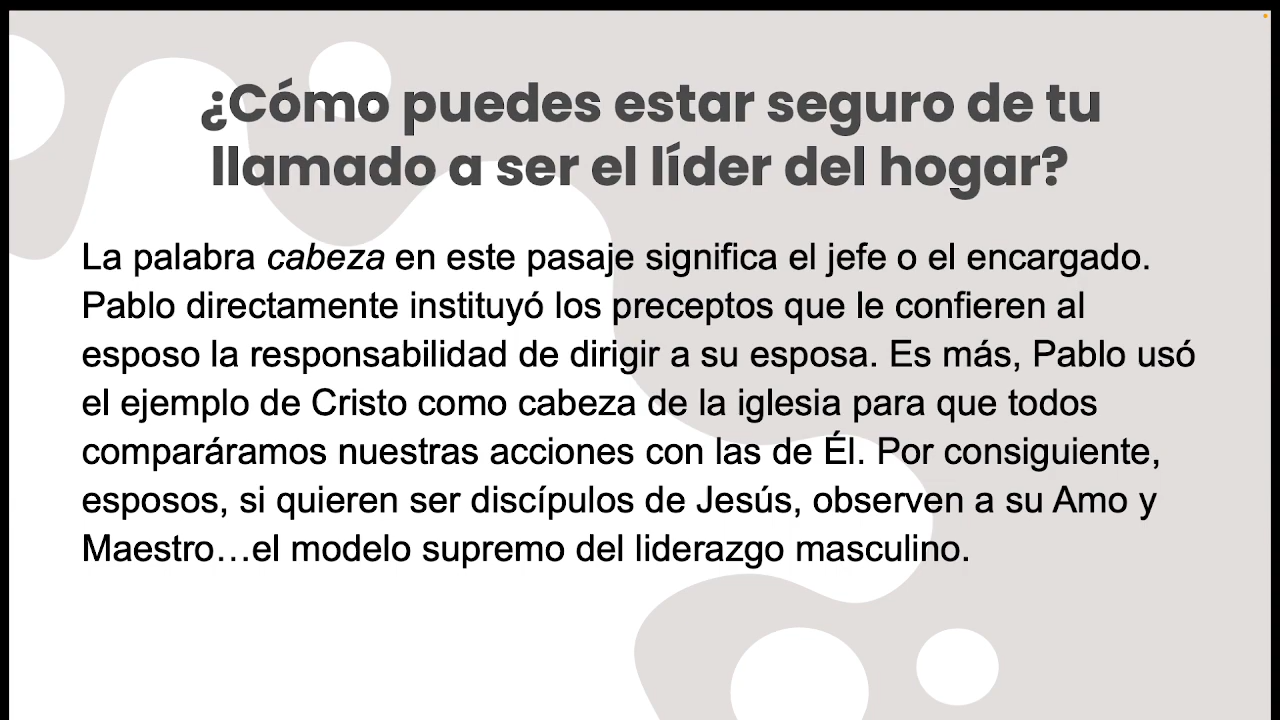 ¿Cómo puedes estar seguro de tu
llamado a ser el líder del hogar?
La palabra cabeza en este pasaje significa el jefe o el encargado.
Pablo directamente instituyó los preceptos que le confieren al
esposo la responsabilidad de dirigir a su esposa. Es más, Pablo usó
el ejemplo de Cristo como cabeza de la iglesia para que todos
comparáramos nuestras acciones con las de Él. Por consiguiente,
esposos, si quieren ser discípulos de Jesús, observen a su Amo y
Maestro…el modelo supremo del liderazgo masculino.